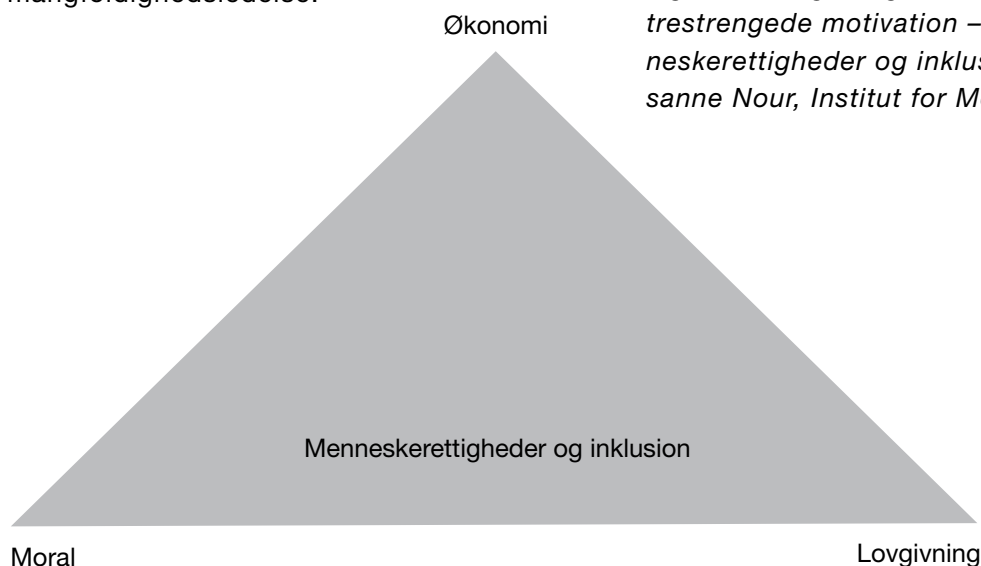 mangfoldighedsledelse.
Økonomi
trestrengede motivation –
neskerettigheder og inklus
sanne Nour, Institut for M
Menneskerettigheder og inklusion
Moral
Lovgivning